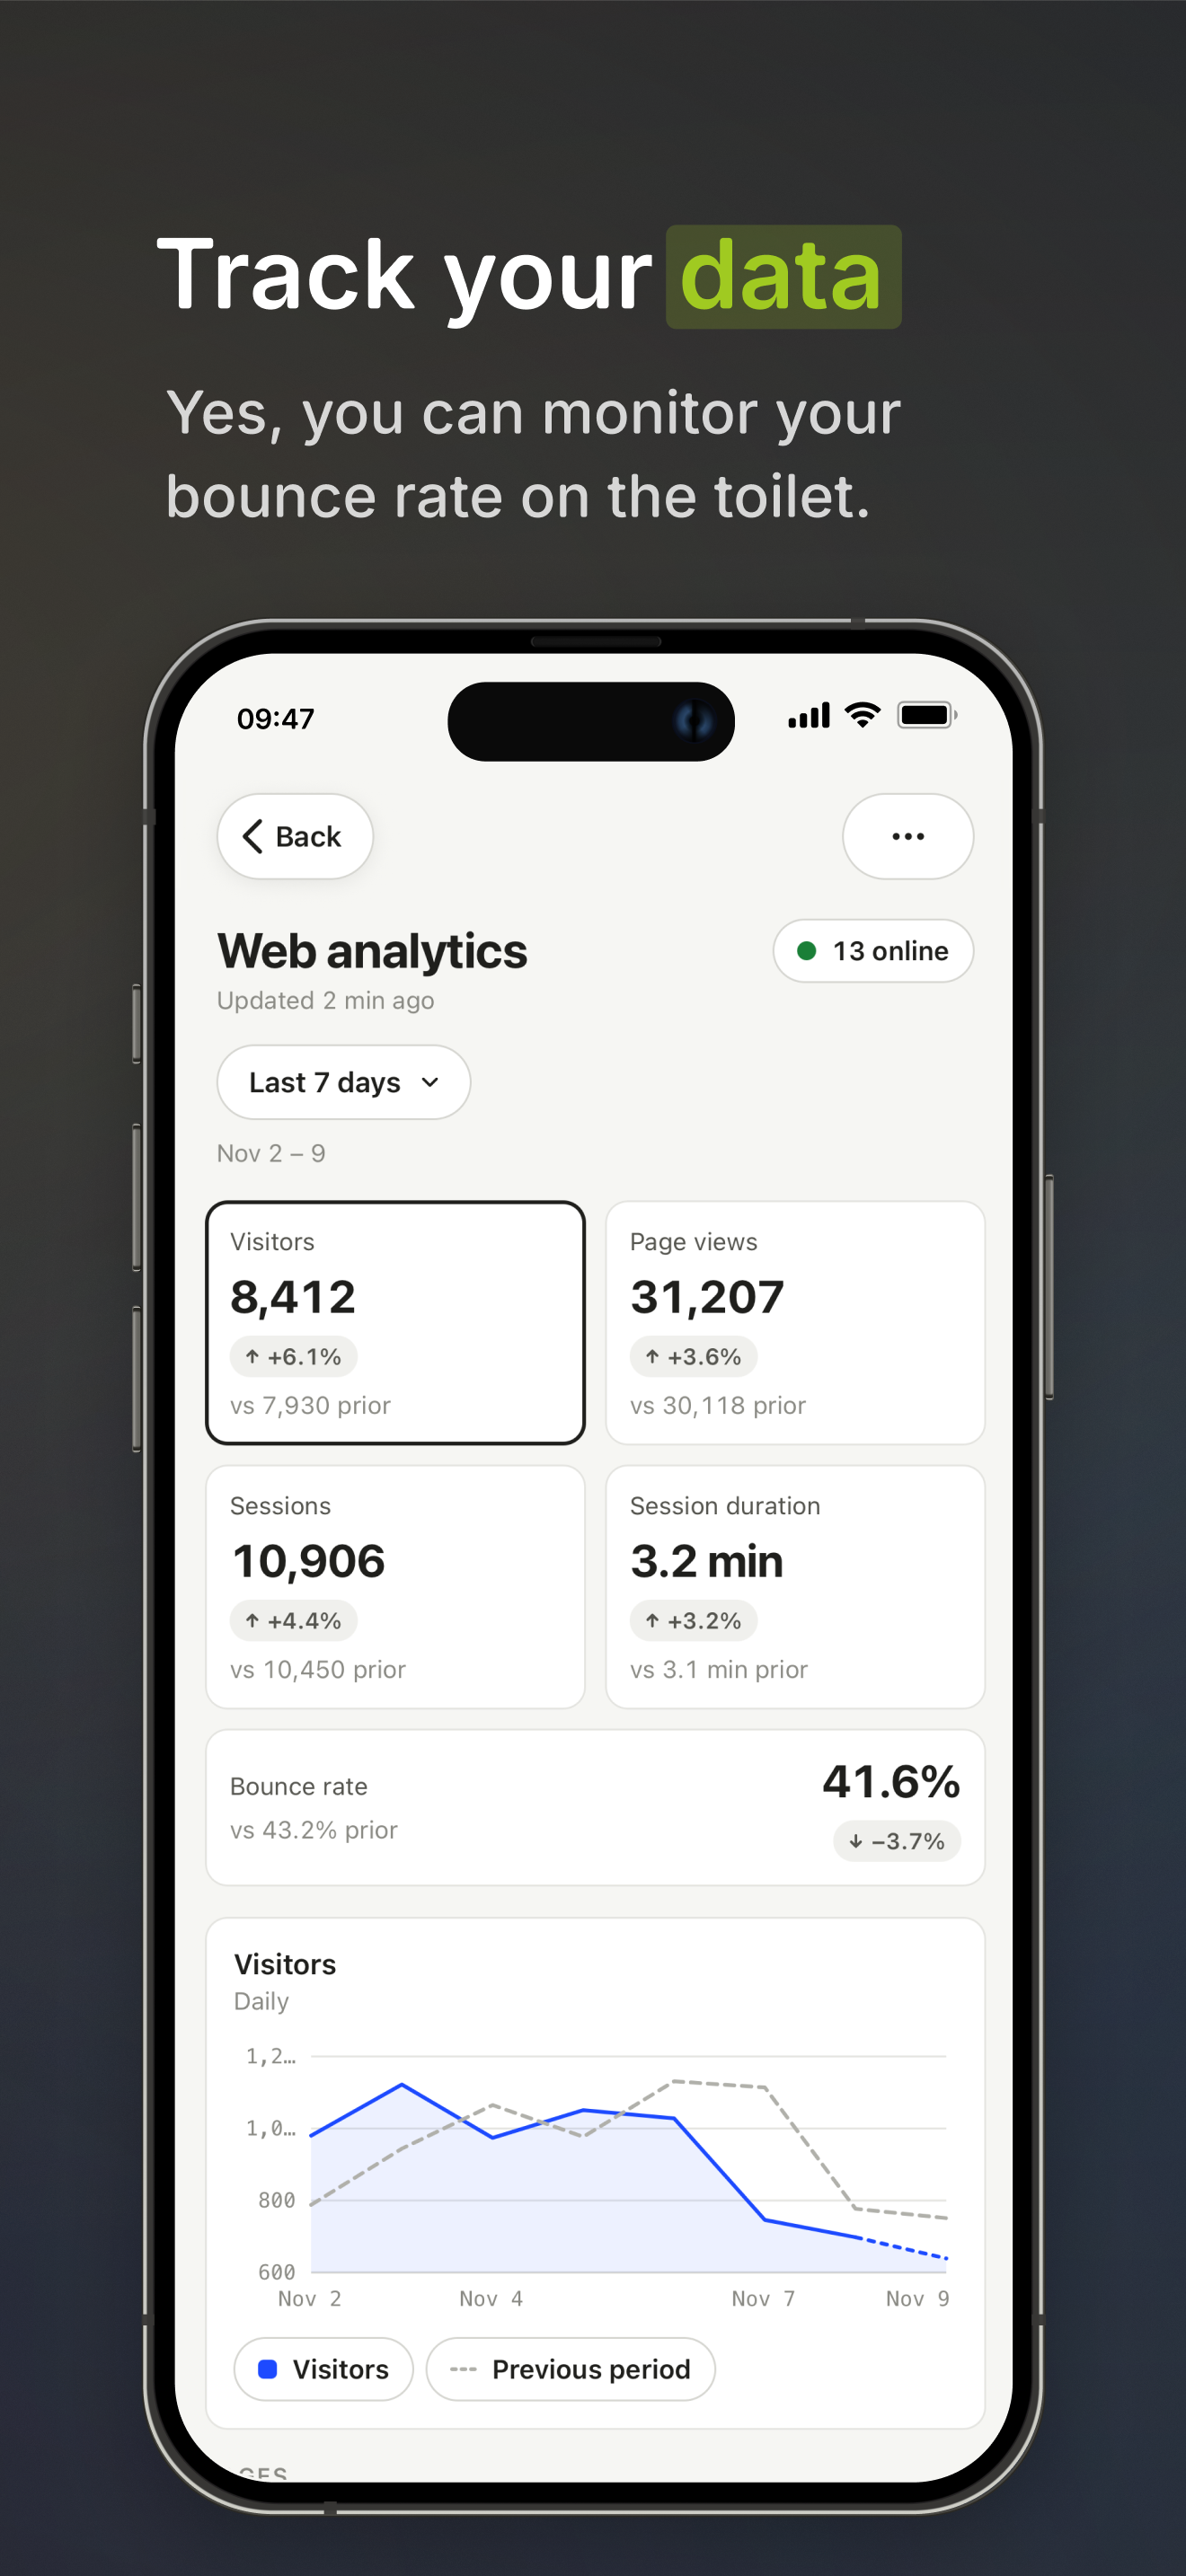 Track your data
Yes, you can monitor your
bounce rate on the toilet.
09:47
Back
...
Web analytics
13 online
Updated 2 min ago
Last 7 days
Nov 2 – 9
Visitors
8,412
↑ +6.1%
vs 7,930 prior
Page views
31,207
↑ +3.6%
vs 30,118 prior
Sessions
10,906
↑ +4.4%
vs 10,450 prior
Session duration
3.2 min
↑ +3.2%
vs 3.1 min prior
Bounce rate
vs 43.2% prior
41.6%
↓ −3.7%
Visitors
Daily
1,2…
1,0…
800
600
Nov 2 Nov 4 Nov 7 Nov 9
Visitors
Previous period